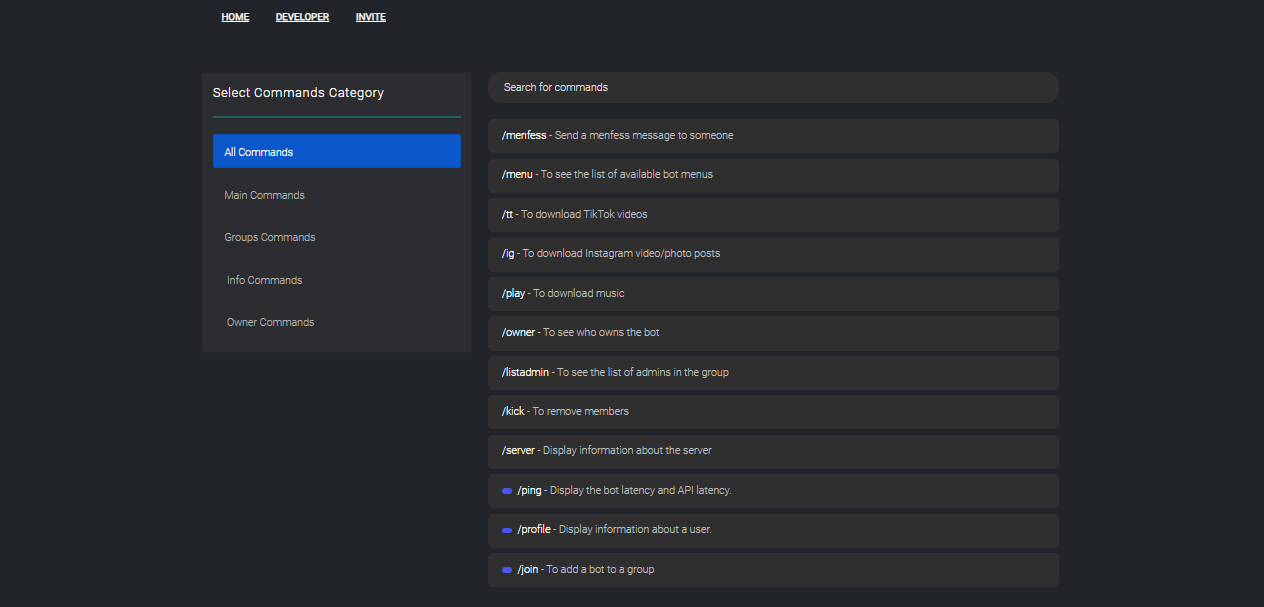 HOME DEVELOPER INVITE
Select Commands Category
All Commands
Main Commands
Groups Commands
Info Commands
Owner Commands
Search for commands
/menfess - Send a menfess message to someone
/menu - To see the list of available bot menus
/tt - To download TikTok videos
/ig - To download Instagram video/photo posts
/play - To download music
/owner - To see who owns the bot
/listadmin - To see the list of admins in the group
/kick - To remove members
/server - Display information about the server
/ping - Display the bot latency and API latency.
/profile - Display information about a user.
/join - To add a bot to a group